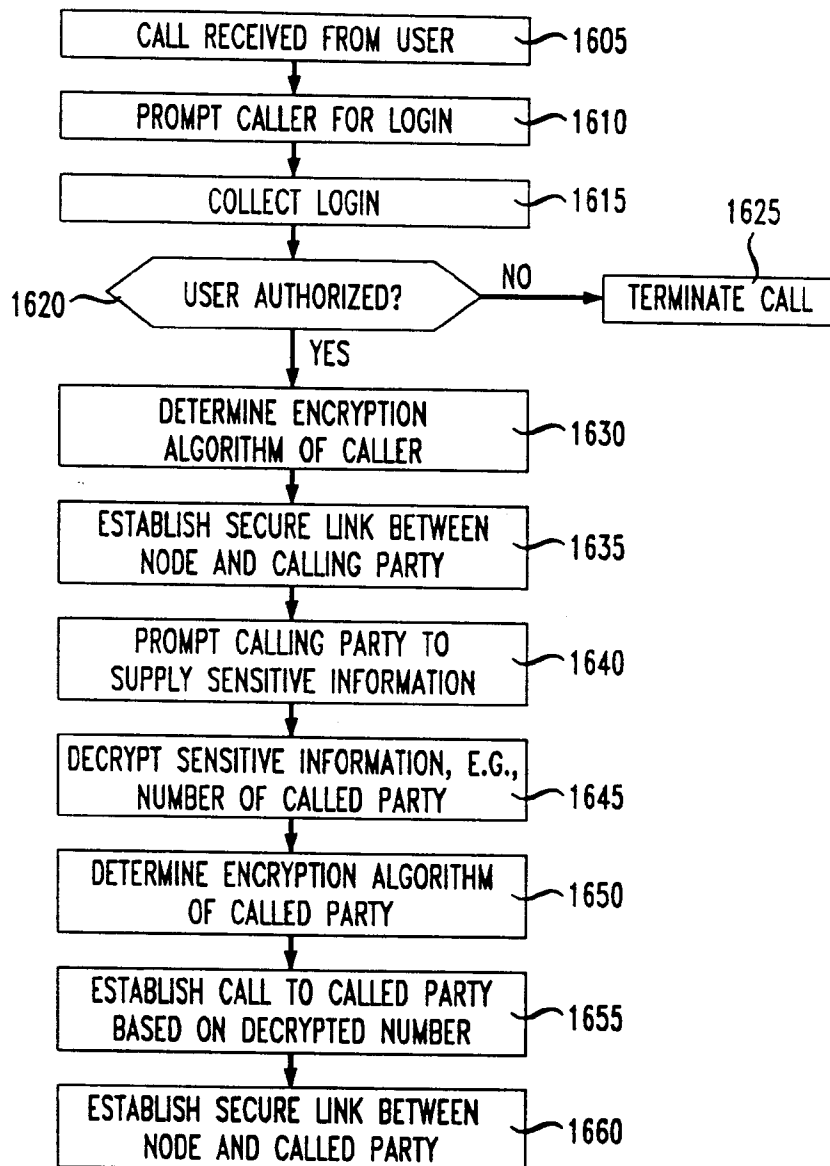 CALL RECEIVED FROM USER
1605
PROMPT CALLER FOR LOGIN
1610
COLLECT LOGIN
1615
1625
1620
USER AUTHORIZED?
NO
TERMINATE CALL
YES
DETERMINE ENCRYPTION
ALGORITHM OF CALLER
1630
ESTABLISH SECURE LINK BETWEEN
NODE AND CALLING PARTY
1635
PROMPT CALLING PARTY TO
SUPPLY SENSITIVE INFORMATION
1640
DECRYPT SENSITIVE INFORMATION, E.G.,
NUMBER OF CALLED PARTY
1645
DETERMINE ENCRYPTION ALGORITHM
OF CALLED PARTY
1650
ESTABLISH CALL TO CALLED PARTY
BASED ON DECRYPTED NUMBER
1655
ESTABLISH SECURE LINK BETWEEN
NODE AND CALLED PARTY
1660